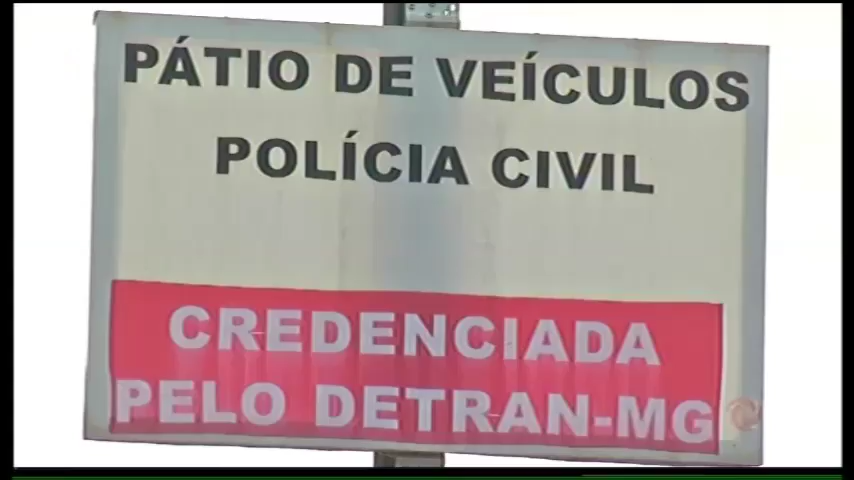 PÁTIO DE VEÍCULOS
POLÍCIA CIVIL
CREDENCIADA
PELO DETRAN-MG